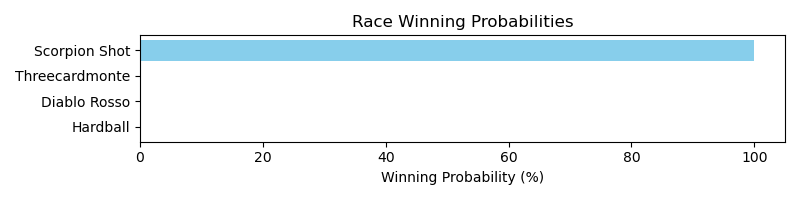 Race Winning Probabilities
Scorpion Shot
Threecardmonte
Diablo Rosso
Hardball
0 20 40 60 80 100
Winning Probability (%)